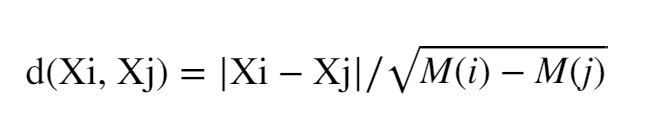 d(Xi, Xj) = |Xi − Xj|/√M(i) − M(j)